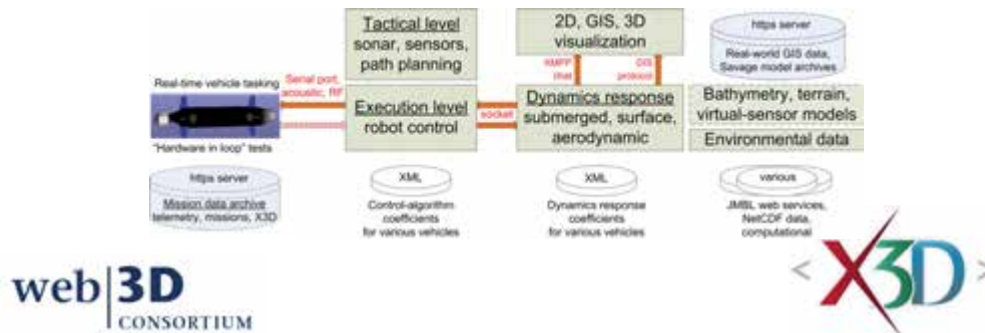 Tactical level
sonar, sensors,
path planning
2D, GIS, 3D
visualization
https server
Real-world GIS data,
Savage model archives
Real-time vehicle tasking
Serial port,
acoustic, RF
XMPP
chat
DIS
protocol
Execution level
robot control
socket
Dynamics response
submerged, surface,
aerodynamic
Bathymetry, terrain,
virtual-sensor models
Environmental data
"Hardware in loop" tests
https server
Mission data archive
telemetry, missions, X3D
XML
Control-algorithm
coefficients
for various vehicles
XML
Dynamics response
coefficients
for various vehicles
various
JMBL web services,
NetCDF data,
computational
web|3D
CONSORTIUM
< X3D >